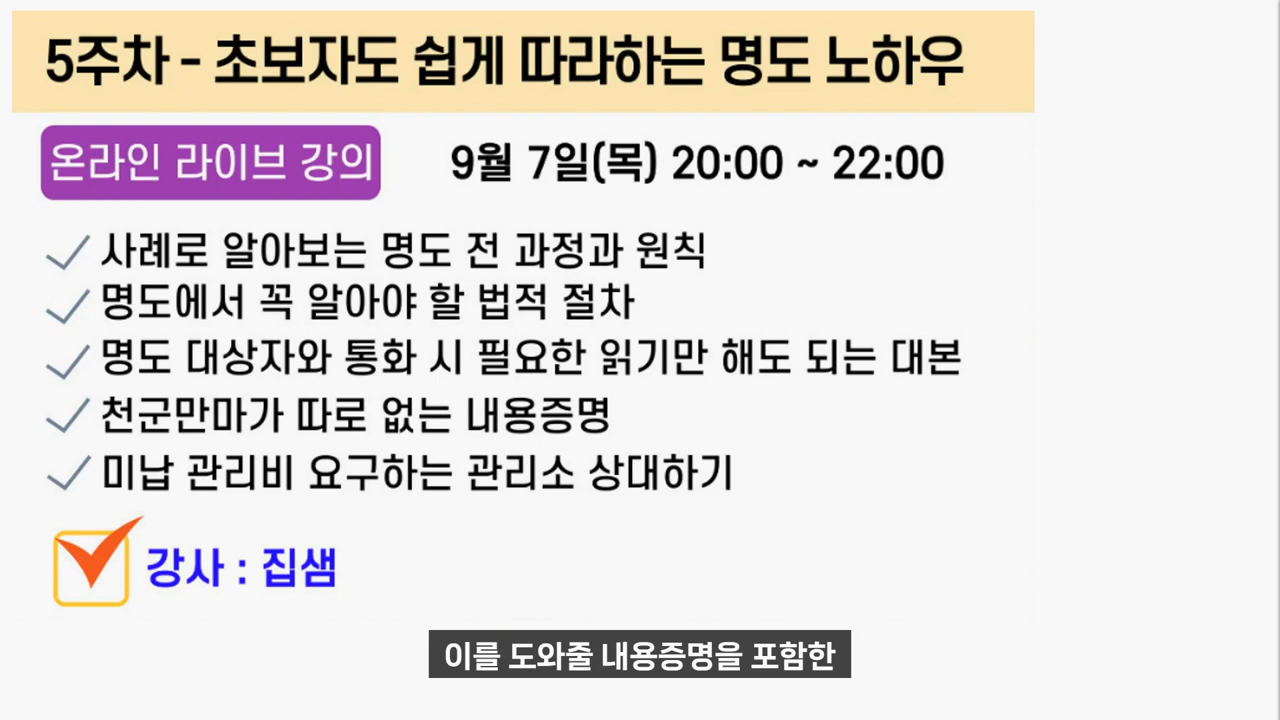 5주차 - 초보자도 쉽게 따라하는 명도 노하우
온라인 라이브 강의
9월 7일(목) 20:00 ~ 22:00
사례로 알아보는 명도 전 과정과 원칙
명도에서 꼭 알아야 할 법적 절차
명도 대상자와 통화 시 필요한 읽기만 해도 되는 대본
천군만마가 따로 없는 내용증명
미납 관리비 요구하는 관리소 상대하기
강사 : 집샘
이를 도와줄 내용증명을 포함한